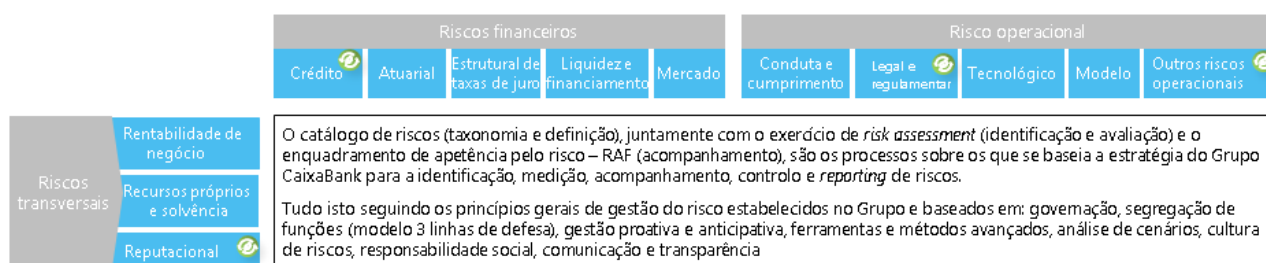 Riscos financeiros
Risco operacional
Crédito
Atuarial
Estrutural de
taxas de juro
Liquidez e
financiamento
Mercado
Conduta e
cumprimento
Legal e
regulamentar
Tecnológico
Modelo
Outros riscos
operacionais
Riscos
transversais
Rentabilidade de
negócio
Recursos próprios
e solvência
Reputacional
O catálogo de riscos (taxonomia e definição), juntamente com o exercício de risk assessment (identificação e avaliação) e o
enquadramento de apetência pelo risco – RAF (acompanhamento), são os processos sobre os que se baseia a estratégia do Grupo
CaixaBank para a identificação, medição, acompanhamento, controlo e reporting de riscos.
Tudo isto seguindo os princípios gerais de gestão do risco estabelecidos no Grupo e baseados em: governação, segregação de
funções (modelo 3 linhas de defesa), gestão proativa e anticipativa, ferramentas e métodos avançados, análise de cenários, cultura
de riscos, responsabilidade social, comunicação e transparência